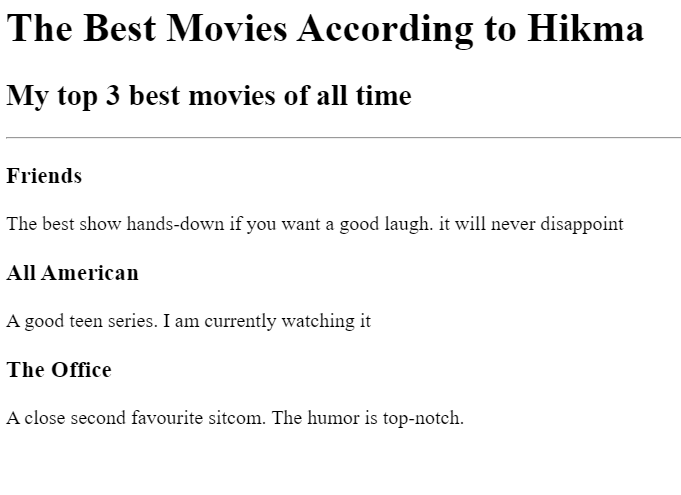 The Best Movies According to Hikma
My top 3 best movies of all time
Friends
The best show hands-down if you want a good laugh. it will never disappoint
All American
A good teen series. I am currently watching it
The Office
A close second favourite sitcom. The humor is top-notch.